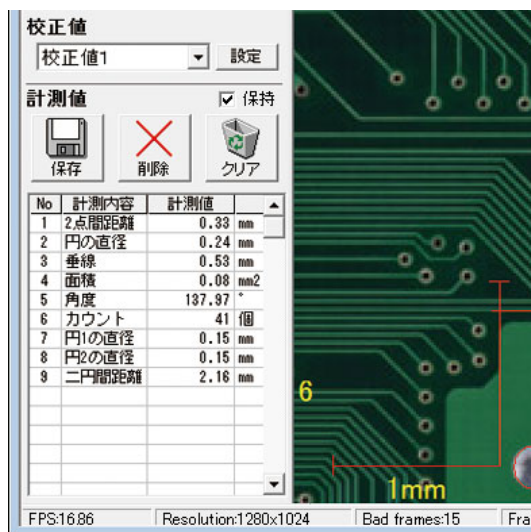 校正値
校正値1 設定
計測値 保持
保存 削除 クリア
No 計測内容 計測値
1 2点間距離 0.33 mm
2 円の直径 0.24 mm
3 垂線 0.53 mm
4 面積 0.08 mm2
5 角度 137.97 °
6 カウント 41 個
7 円1の直径 0.15 mm
8 円2の直径 0.15 mm
9 二円間距離 2.16 mm
6
1mm
FPS:16.86 Resolution:1280x1024 Bad frames:15 Fra